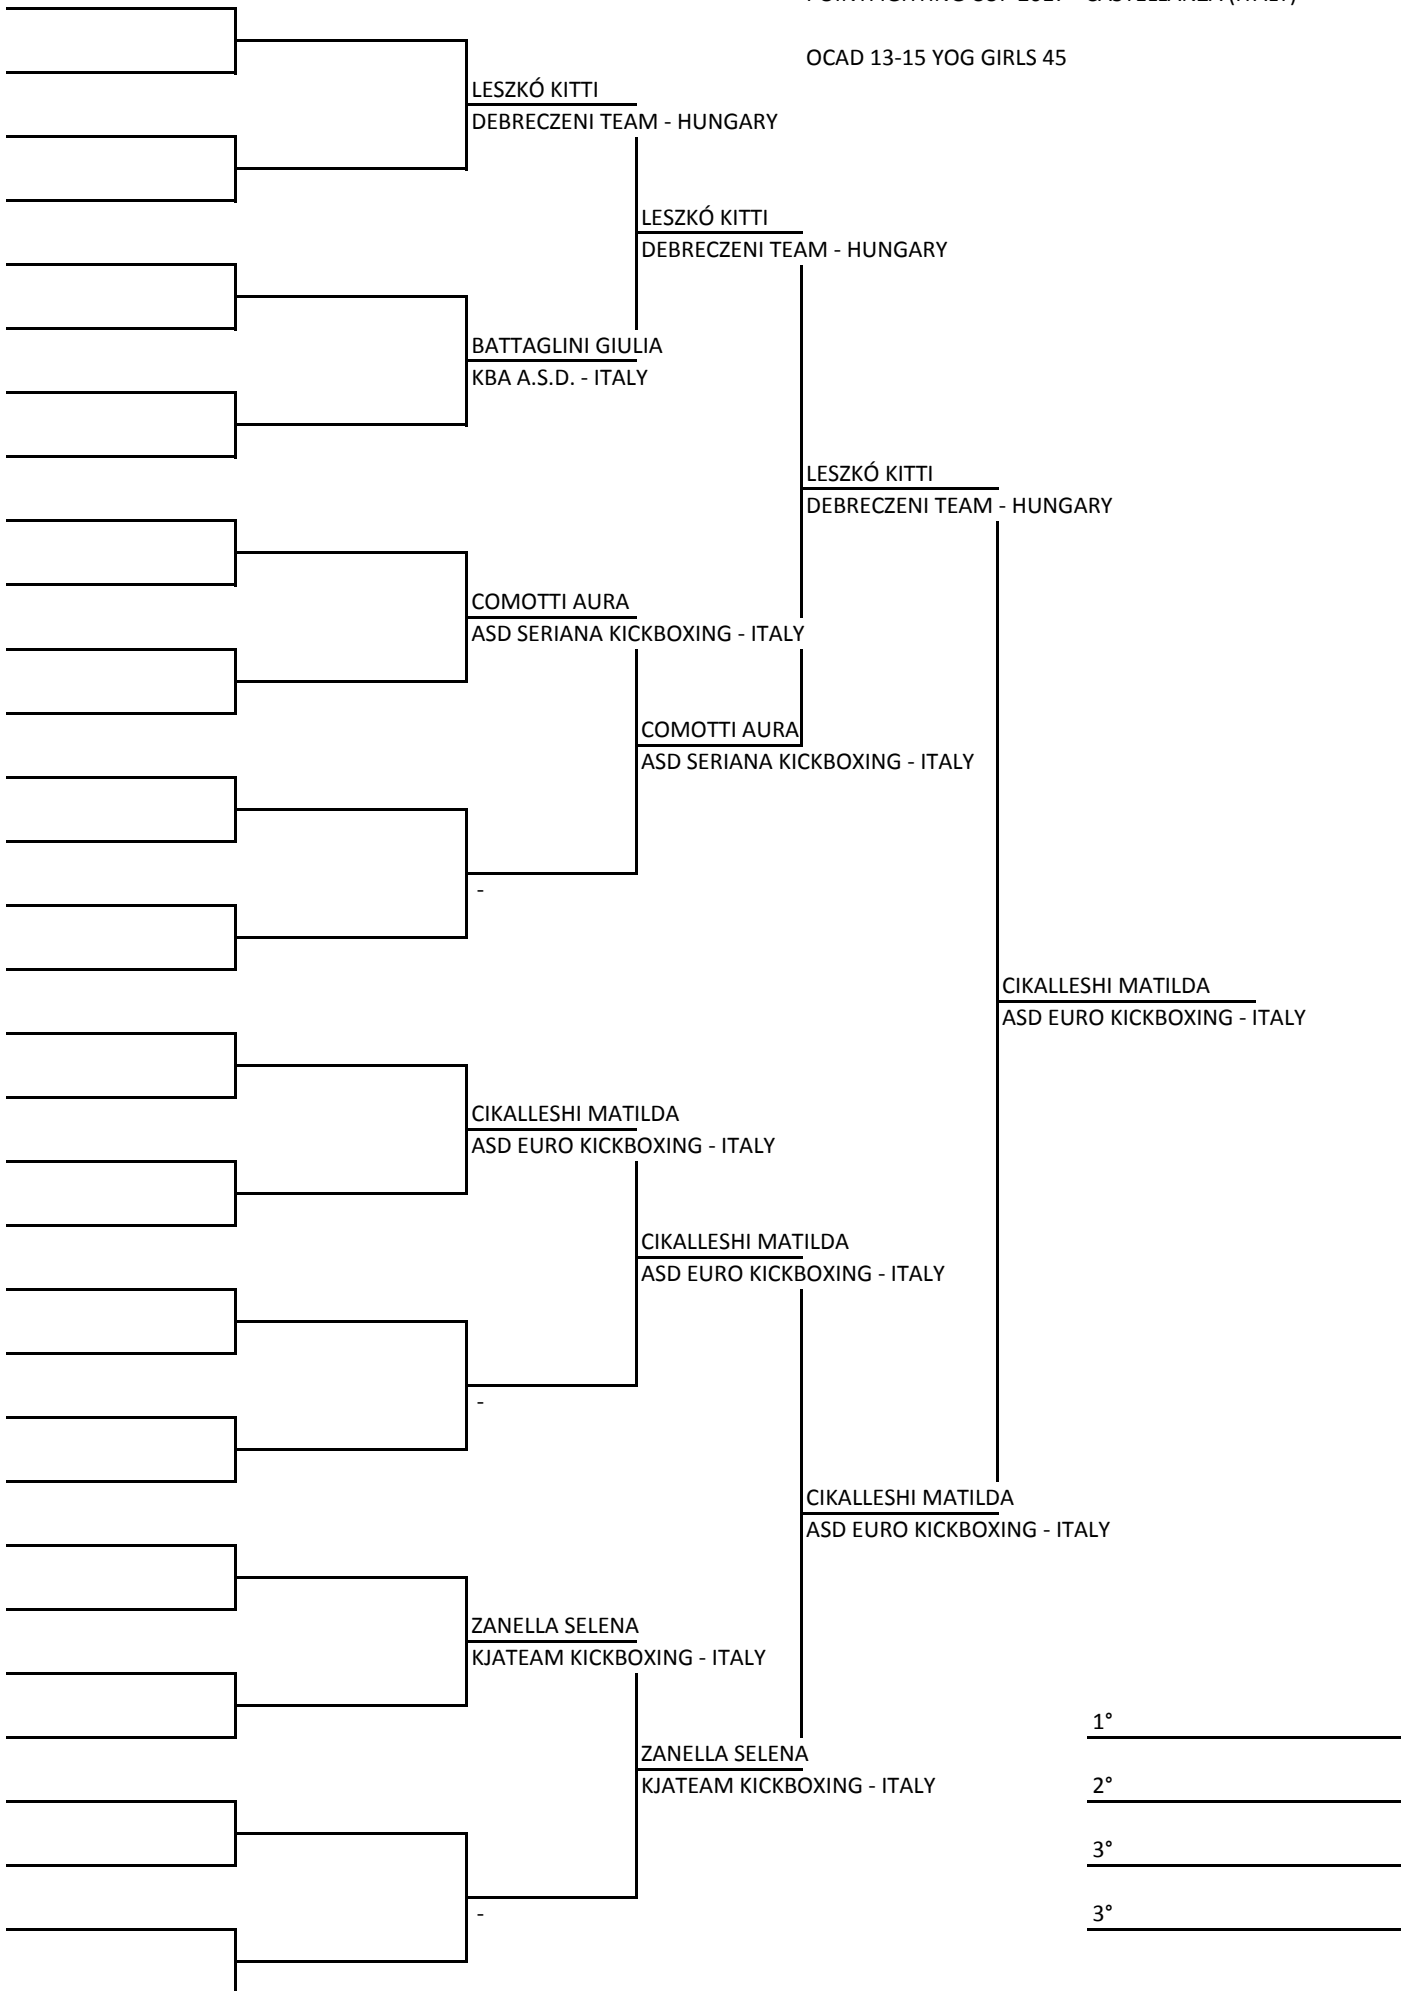 OCAD 13-15 YOG GIRLS 45
LESZKÓ KITTI
DEBRECZENI TEAM - HUNGARY
LESZKÓ KITTI
DEBRECZENI TEAM - HUNGARY
BATTAGLINI GIULIA
KBA A.S.D. - ITALY
LESZKÓ KITTI
DEBRECZENI TEAM - HUNGARY
COMOTTI AURA
ASD SERIANA KICKBOXING - ITALY
COMOTTI AURA
ASD SERIANA KICKBOXING - ITALY
-
CIKALLESHI MATILDA
ASD EURO KICKBOXING - ITALY
CIKALLESHI MATILDA
ASD EURO KICKBOXING - ITALY
CIKALLESHI MATILDA
ASD EURO KICKBOXING - ITALY
-
CIKALLESHI MATILDA
ASD EURO KICKBOXING - ITALY
ZANELLA SELENA
KJATEAM KICKBOXING - ITALY
1°
ZANELLA SELENA
KJATEAM KICKBOXING - ITALY
2°
3°
-
3°